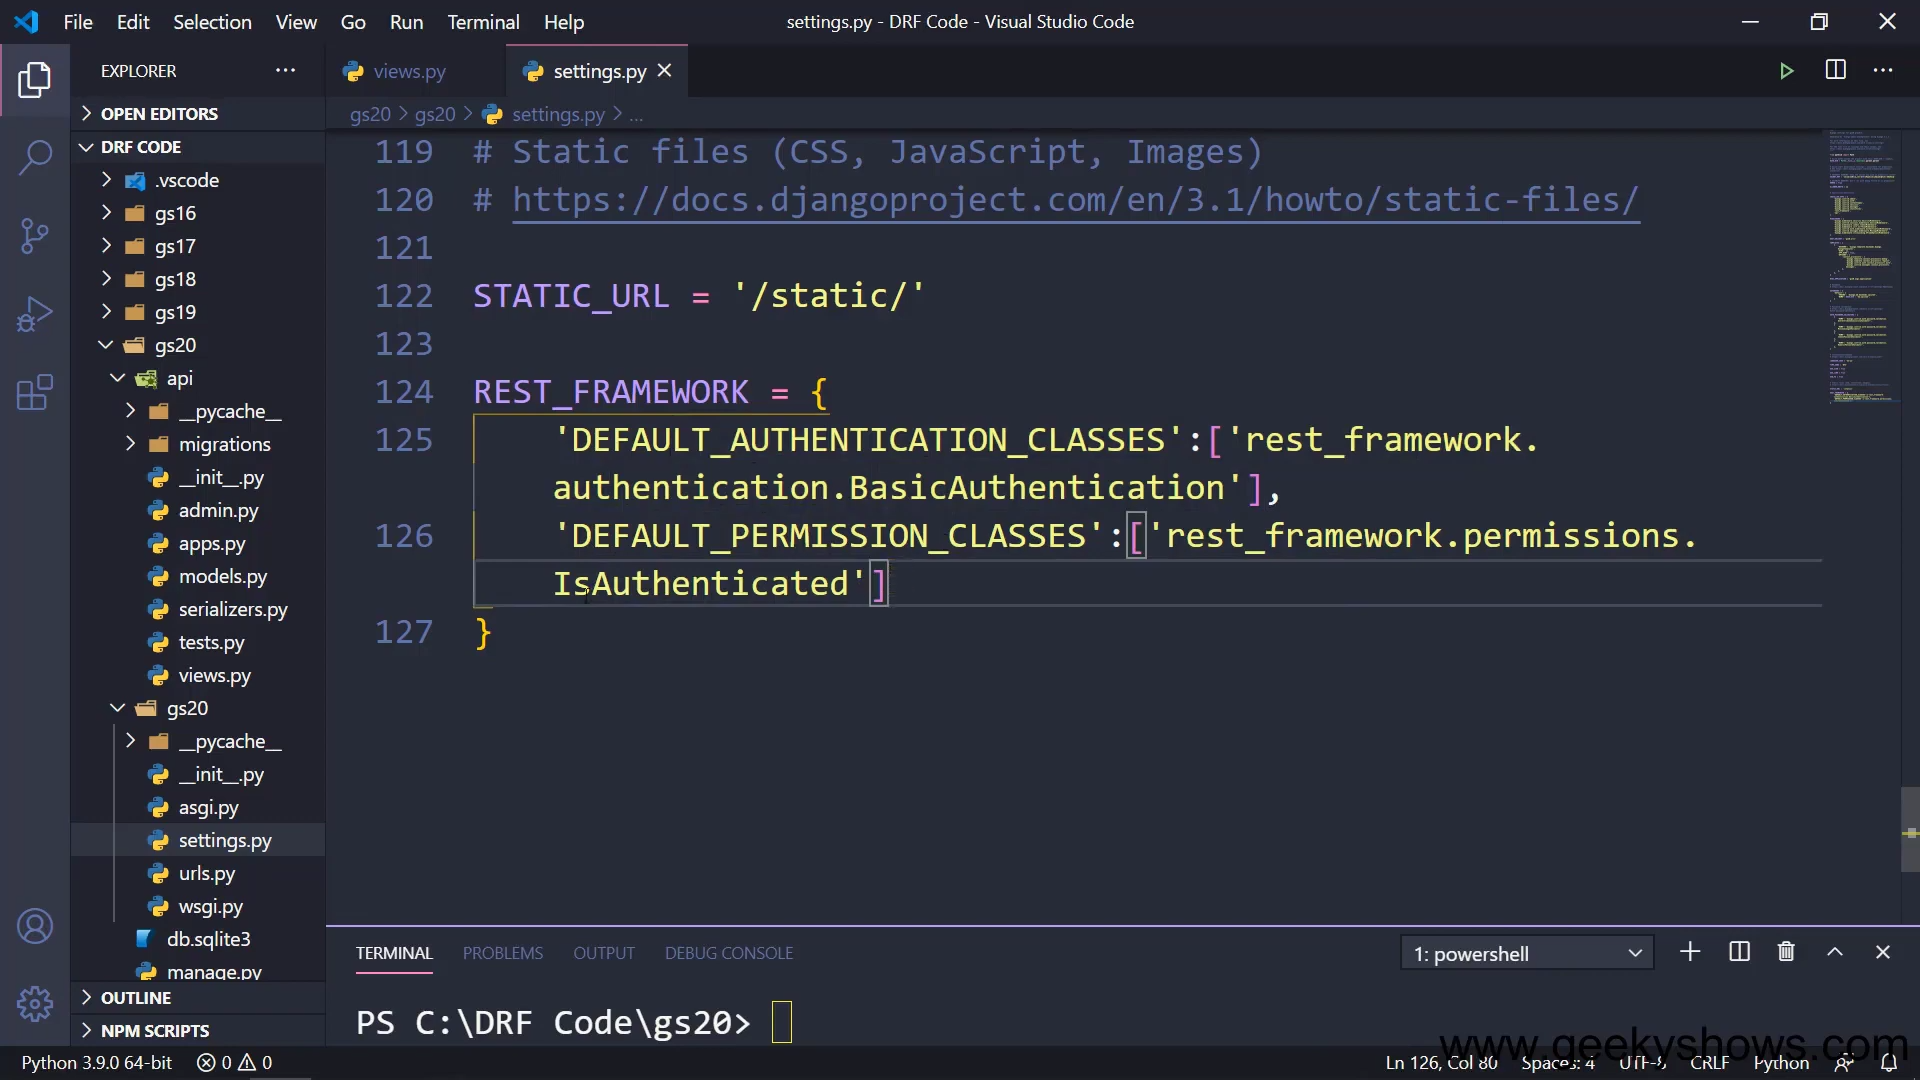 File Edit Selection View Go Run Terminal Help
settings.py - DRF Code - Visual Studio Code
EXPLORER
views.py
settings.py
OPEN EDITORS
gs20 > gs20 > settings.py > ...
DRF CODE
.vscode
gs16
gs17
gs18
gs19
gs20
api
__pycache__
migrations
__init__.py
admin.py
apps.py
models.py
serializers.py
tests.py
views.py
gs20
__pycache__
__init__.py
asgi.py
settings.py
urls.py
wsgi.py
db.sqlite3
manage.py
OUTLINE
NPM SCRIPTS
119 # Static files (CSS, JavaScript, Images)
120 # https://docs.djangoproject.com/en/3.1/howto/static-files/
121
122 STATIC_URL = '/static/'
123
124 REST_FRAMEWORK = {
125 'DEFAULT_AUTHENTICATION_CLASSES':['rest_framework.
authentication.BasicAuthentication'],
126 'DEFAULT_PERMISSION_CLASSES':['rest_framework.permissions.
IsAuthenticated']
127 }
TERMINAL PROBLEMS OUTPUT DEBUG CONSOLE
1: powershell
PS C:\DRF Code\gs20>
www.geekyshows.com
Python 3.9.0 64-bit 0 0
Ln 126, Col 80 Spaces: 4 UTF-8 CRLF Python